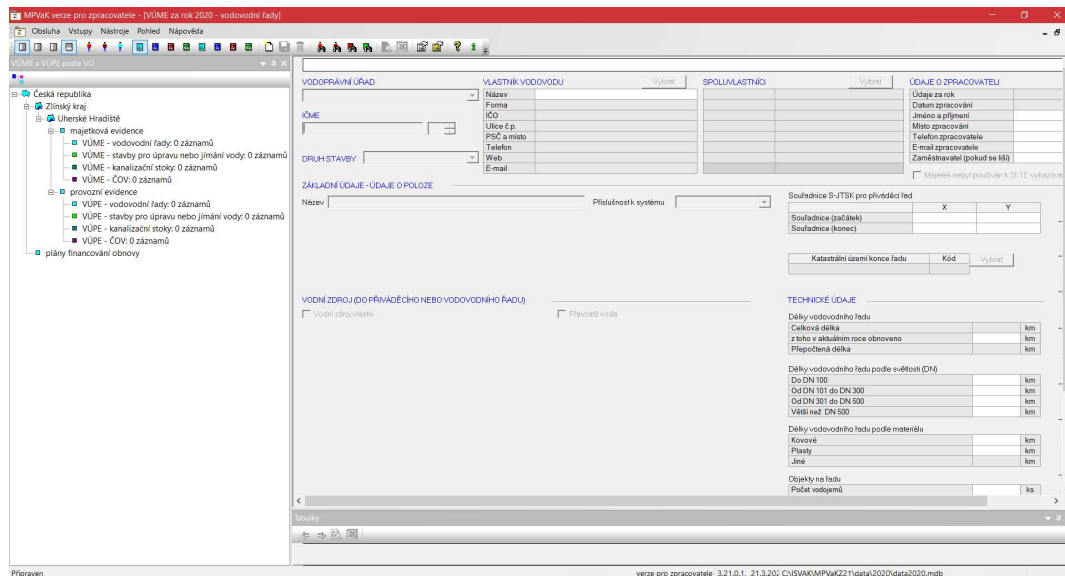 MPVaK verze pro zpracovatele - [VÚME za rok 2020 - vodovodní řady]
Obsluha Vstupy Nástroje Pohled Nápověda
VÚME a VÚPE podle VÚ
Česká republika
Zlínský kraj
Uherské Hradiště
majetková evidence
VÚME - vodovodní řady: 0 záznamů
VÚME - stavby pro úpravu nebo jímání vody: 0 záznamů
VÚME - kanalizační stoky: 0 záznamů
VÚME - ČOV: 0 záznamů
provozní evidence
VÚPE - vodovodní řady: 0 záznamů
VÚPE - stavby pro úpravu nebo jímání vody: 0 záznamů
VÚPE - kanalizační stoky: 0 záznamů
VÚPE - ČOV: 0 záznamů
plány financování obnovy
VODOPRÁVNÍ ÚŘAD
IČME
DRUH STAVBY
VLASTNÍK VODOVODU Vybrat
Název
Forma
IČO
Ulice č.p.
PSČ a místo
Telefon
Web
E-mail
SPOLUVLASTNÍCI Vybrat
ÚDAJE O ZPRACOVATELI
Údaje za rok
Datum zpracování
Jméno a příjmení
Místo zpracování
Telefon zpracovatele
E-mail zpracovatele
Zaměstnavatel (pokud se liší)
Majetek nebyl používán k 31.12. vykazova
ZÁKLADNÍ ÚDAJE - ÚDAJE O POLOZE
Název Příslušnost k systému
Souřadnice S-JTSK pro přiváděcí řad
X Y
Souřadnice (začátek)
Souřadnice (konec)
Katastrální území konce řadu Kód Vybrat
VODNÍ ZDROJ (DO PŘIVÁDĚCÍHO NEBO VODOVODNÍHO ŘADU)
Vodní zdroj vlastní Převzatá voda
TECHNICKÉ ÚDAJE
Délky vodovodního řadu
Celková délka km
z toho v aktuálním roce obnoveno km
Přepočtená délka km
Délky vodovodního řadu podle světlosti (DN)
Do DN 100 km
Od DN 101 do DN 300 km
Od DN 301 do DN 500 km
Větší než DN 500 km
Délky vodovodního řadu podle materiálu
Kovové km
Plasty km
Jiné km
Objekty na řadu
Počet vodojemů ks
Tabulky
Připraven verze pro zpracovatele 3.21.0.1, 21.3.202 C:\ISVAK\MPVaKZ21\data\2020\data2020.mdb